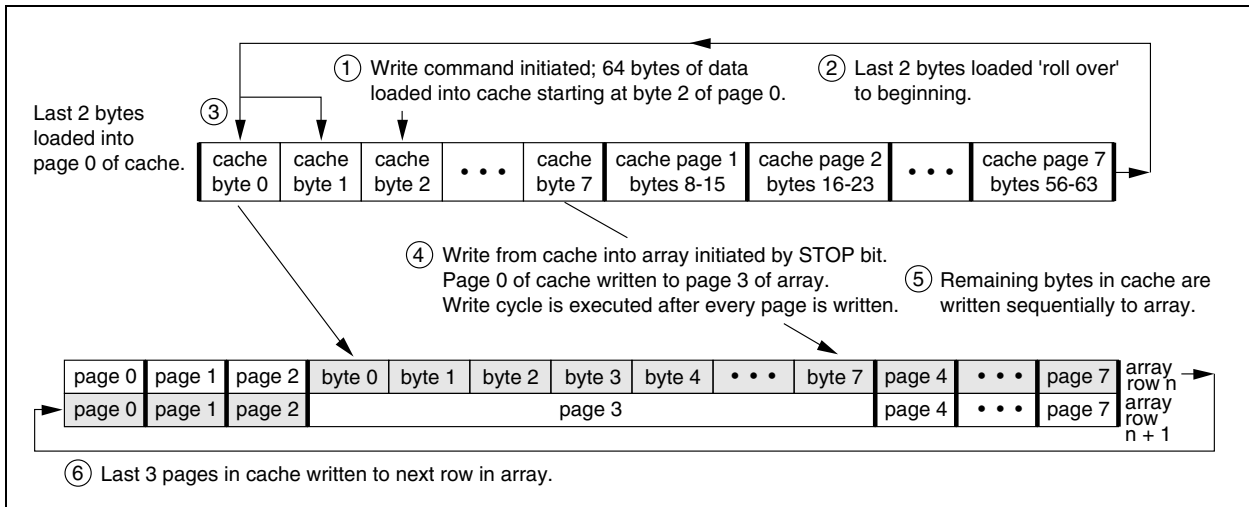 ① Write command initiated; 64 bytes of data
loaded into cache starting at byte 2 of page 0.
② Last 2 bytes loaded 'roll over'
to beginning.
Last 2 bytes
loaded into
page 0 of cache.
③
cache byte 0
cache byte 1
cache byte 2
• • •
cache byte 7
cache page 1 bytes 8-15
cache page 2 bytes 16-23
• • •
cache page 7 bytes 56-63
④ Write from cache into array initiated by STOP bit.
Page 0 of cache written to page 3 of array.
Write cycle is executed after every page is written.
⑤ Remaining bytes in cache are
written sequentially to array.
page 0 page 1 page 2 byte 0 byte 1 byte 2 byte 3 byte 4 • • • byte 7 page 4 • • • page 7 array row n
page 0 page 1 page 2 page 3 page 4 • • • page 7 array row n + 1
⑥ Last 3 pages in cache written to next row in array.